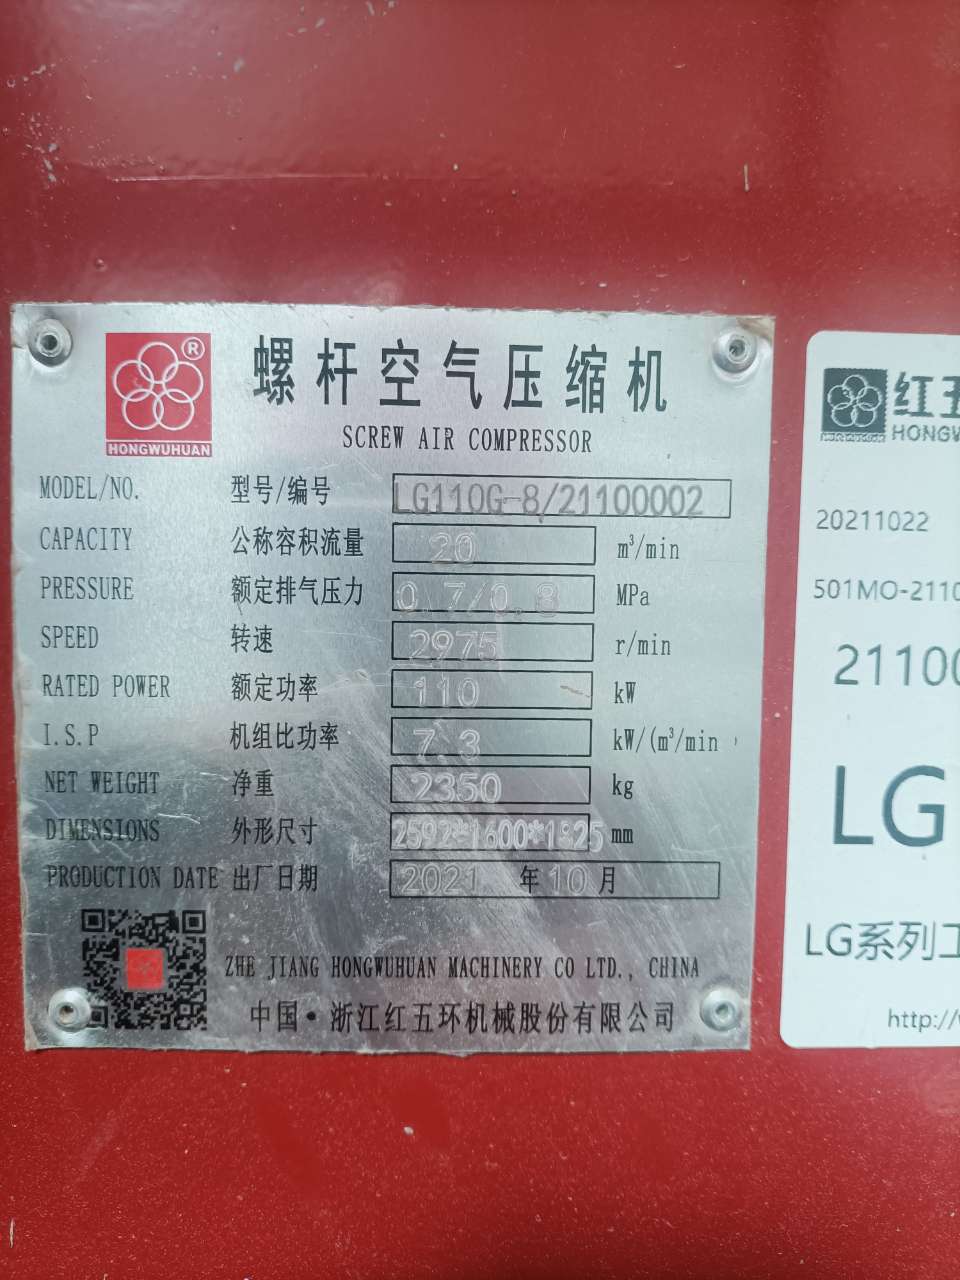 ®
HONGWUHUAN
螺杆空气压缩机
SCREW AIR COMPRESSOR
MODEL/NO. 型号/编号 LG110G-8/21100002
CAPACITY 公称容积流量 20 m³/min
PRESSURE 额定排气压力 0.7/0.8 MPa
SPEED 转速 2975 r/min
RATED POWER 额定功率 110 kW
I.S.P 机组比功率 7.3 kW/(m³/min
NET WEIGHT 净重 2350 kg
DIMENSIONS 外形尺寸 2592*1600*1825 mm
PRODUCTION DATE 出厂日期 2021 年 10 月
ZHE JIANG HONGWUHUAN MACHINERY CO LTD., CHINA
中国·浙江红五环机械股份有限公司
红五
HONGW
20211022
501MO-2110
21100
LG
LG系列工
http://